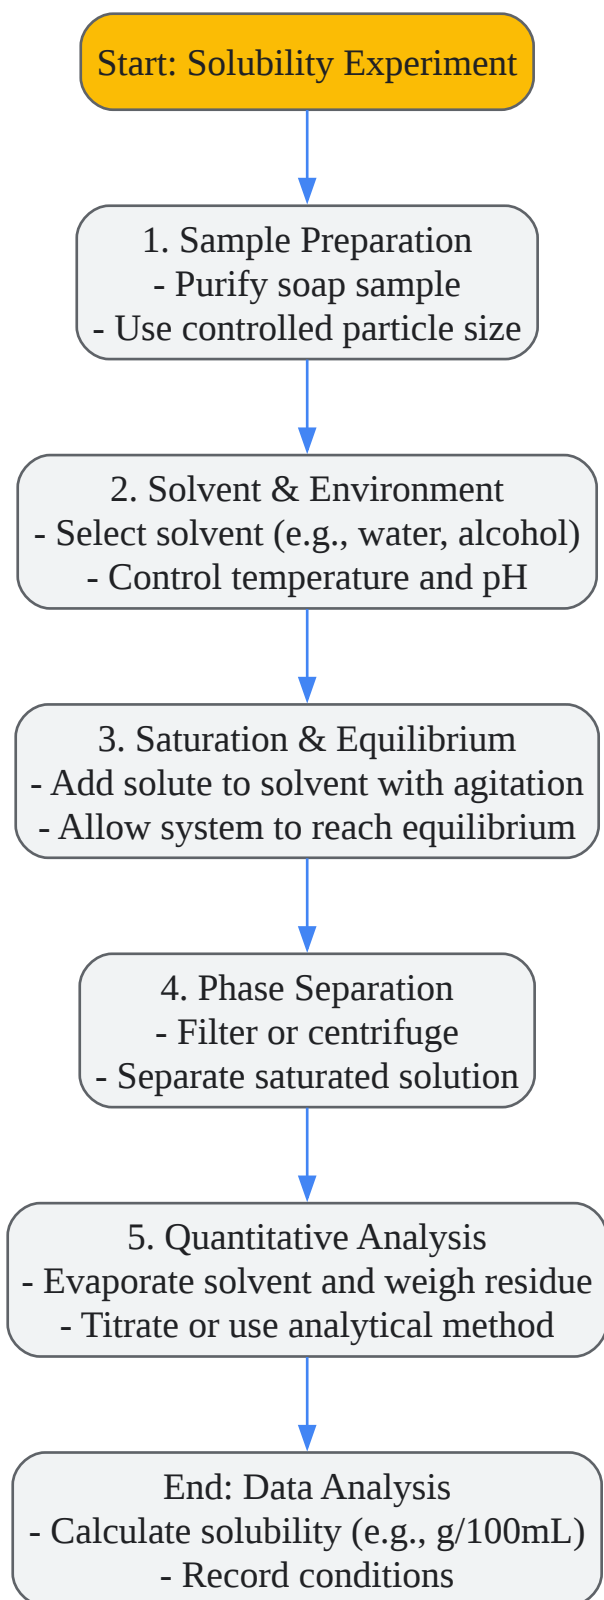 Start: Solubility Experiment
1. Sample Preparation
- Purify soap sample
- Use controlled particle size
2. Solvent & Environment
- Select solvent (e.g., water, alcohol)
- Control temperature and pH
3. Saturation & Equilibrium
- Add solute to solvent with agitation
- Allow system to reach equilibrium
4. Phase Separation
- Filter or centrifuge
- Separate saturated solution
5. Quantitative Analysis
- Evaporate solvent and weigh residue
- Titrate or use analytical method
End: Data Analysis
- Calculate solubility (e.g., g/100mL)
- Record conditions